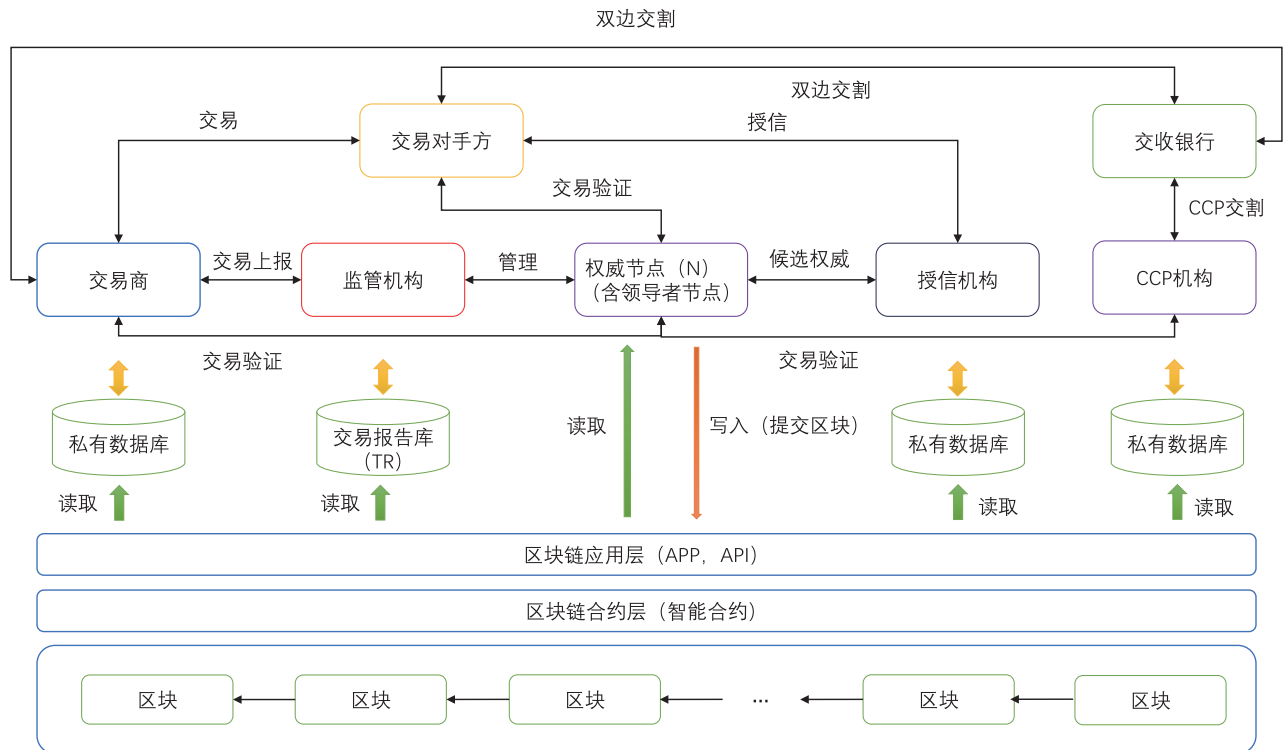 双边交割
双边交割
交易
授信
交易对手方
交收银行
交易验证
CCP交割
交易商
交易上报
监管机构
管理
权威节点（N）
（含领导者节点）
候选权威
授信机构
CCP机构
交易验证
交易验证
私有数据库
交易报告库
（TR）
读取
写入（提交区块）
私有数据库
私有数据库
读取
读取
读取
读取
区块链应用层（APP，API）
区块链合约层（智能合约）
区块
区块
区块
...
区块
区块